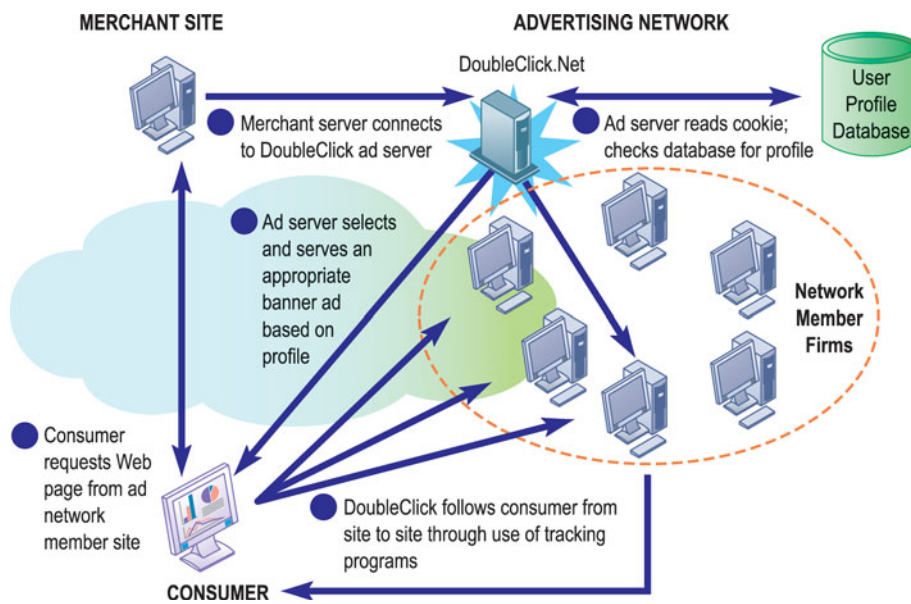 MERCHANT SITE
ADVERTISING NETWORK
DoubleClick.Net
User
Profile
Database
Merchant server connects
to DoubleClick ad server
Ad server reads cookie;
checks database for profile
Ad server selects
and serves an
appropriate
banner ad
based on
profile
Network
Member
Firms
Consumer
requests Web
page from ad
network
member site
DoubleClick follows consumer from
site to site through use of tracking
programs
CONSUMER